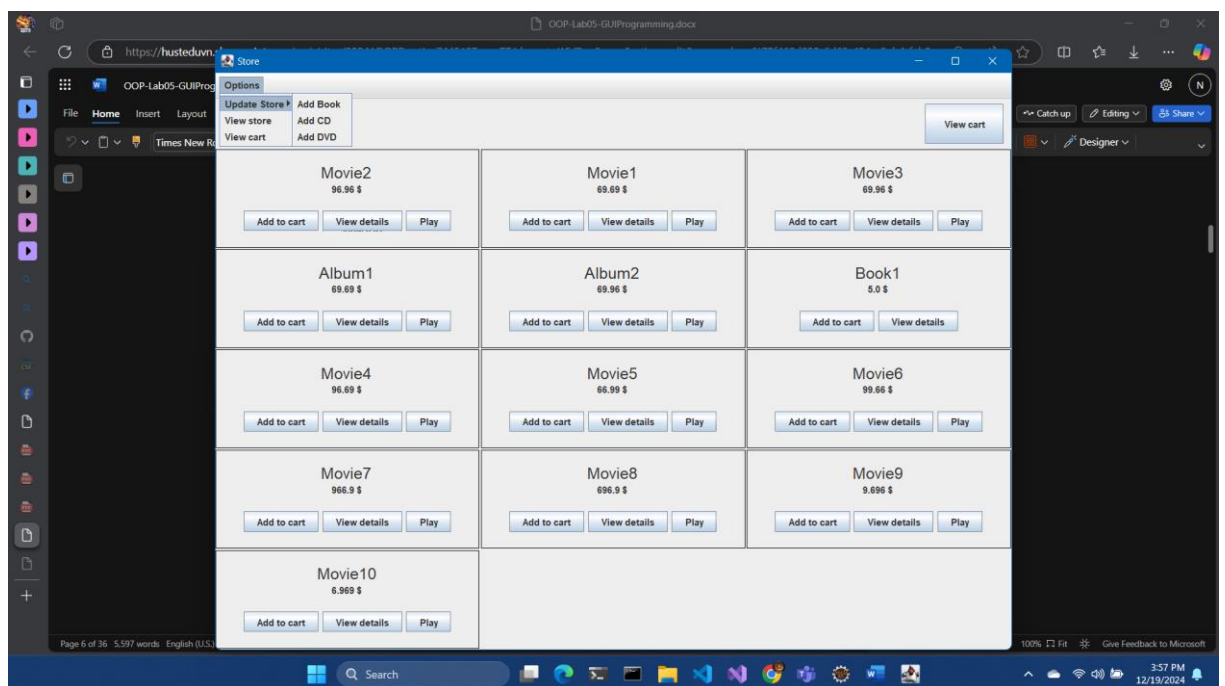 OOP-Lab05-GUIProgramming.docx
https://husteduvn.
Store
OOP-Lab05-GUIProg
Options
N
File Home Insert Layout
Update Store Add Book
View store Add CD
View cart Add DVD
View cart
Catch up Editing Share
Times New Ro
Designer
Movie2 Movie1 Movie3
96.96 $ 69.69 $ 69.96 $
Add to cart View details Play Add to cart View details Play Add to cart View details Play
Album1 Album2 Book1
69.69 $ 69.96 $ 5.0 $
Add to cart View details Play Add to cart View details Play Add to cart View details
Movie4 Movie5 Movie6
96.69 $ 66.99 $ 99.66 $
Add to cart View details Play Add to cart View details Play Add to cart View details Play
Movie7 Movie8 Movie9
966.9 $ 696.9 $ 9.696 $
Add to cart View details Play Add to cart View details Play Add to cart View details Play
Movie10
6.969 $
Add to cart View details Play
Page 6 of 36 5,597 words English (U.S.) 100% Fit Give Feedback to Microsoft
Search
3:57 PM
12/19/2024